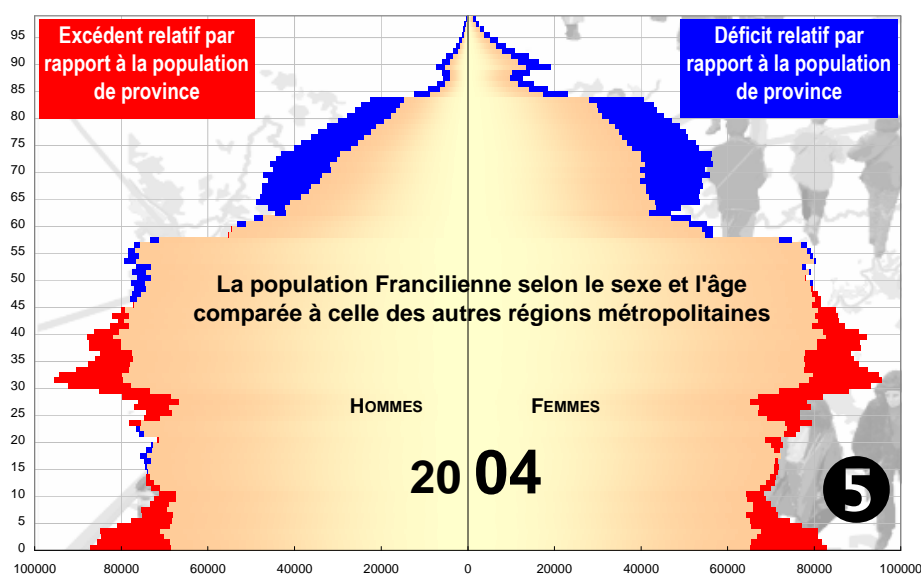 Excédent relatif par
rapport à la population
de province
Déficit relatif par
rapport à la population
de province
95
90
85
80
75
70
65
60
55
50
45
40
35
30
25
20
15
10
5
0
La population Francilienne selon le sexe et l'âge
comparée à celle des autres régions métropolitaines
HOMMES
FEMMES
20 04
5
100000 80000 60000 40000 20000 0 20000 40000 60000 80000 100000